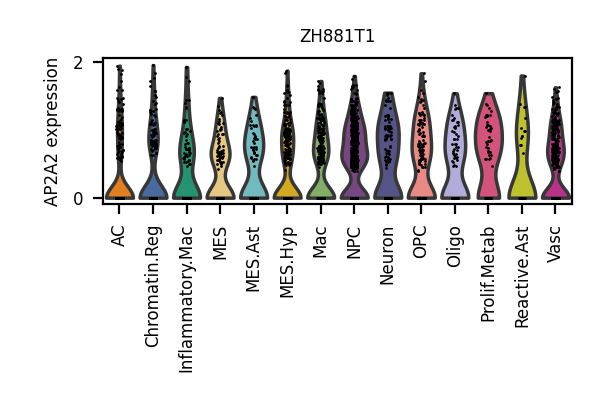 ZH881T1
AP2A2 expression
2
0
AC
Chromatin.Reg
Inflammatory.Mac
MES
MES.Ast
MES.Hyp
Mac
NPC
Neuron
OPC
Oligo
Prolif.Metab
Reactive.Ast
Vasc